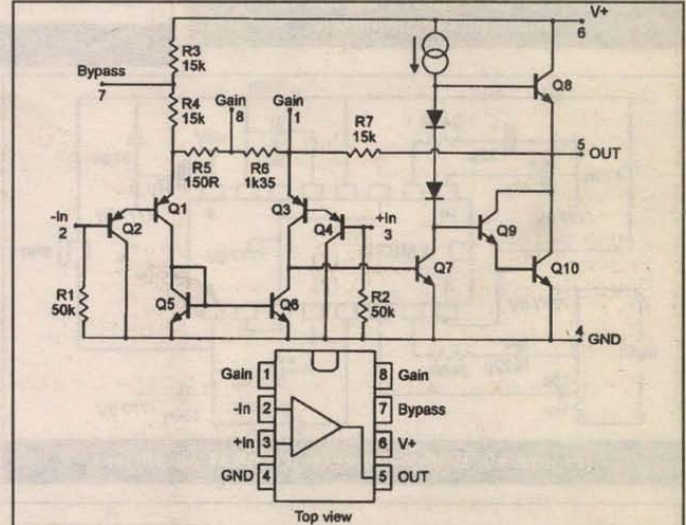 V+
6
R3
15k
Bypass
7
R4
15k
Gain
8
Gain
1
R7
15k
5
OUT
R5
150R
R6
1k35
Q8
-In
2
Q2
Q1
Q3
Q4
+In
3
Q9
Q7
Q10
R1
50k
Q5
Q6
R2
50k
4
GND
Gain 1
8 Gain
-In 2
7 Bypass
+In 3
6 V+
GND 4
5 OUT
Top view